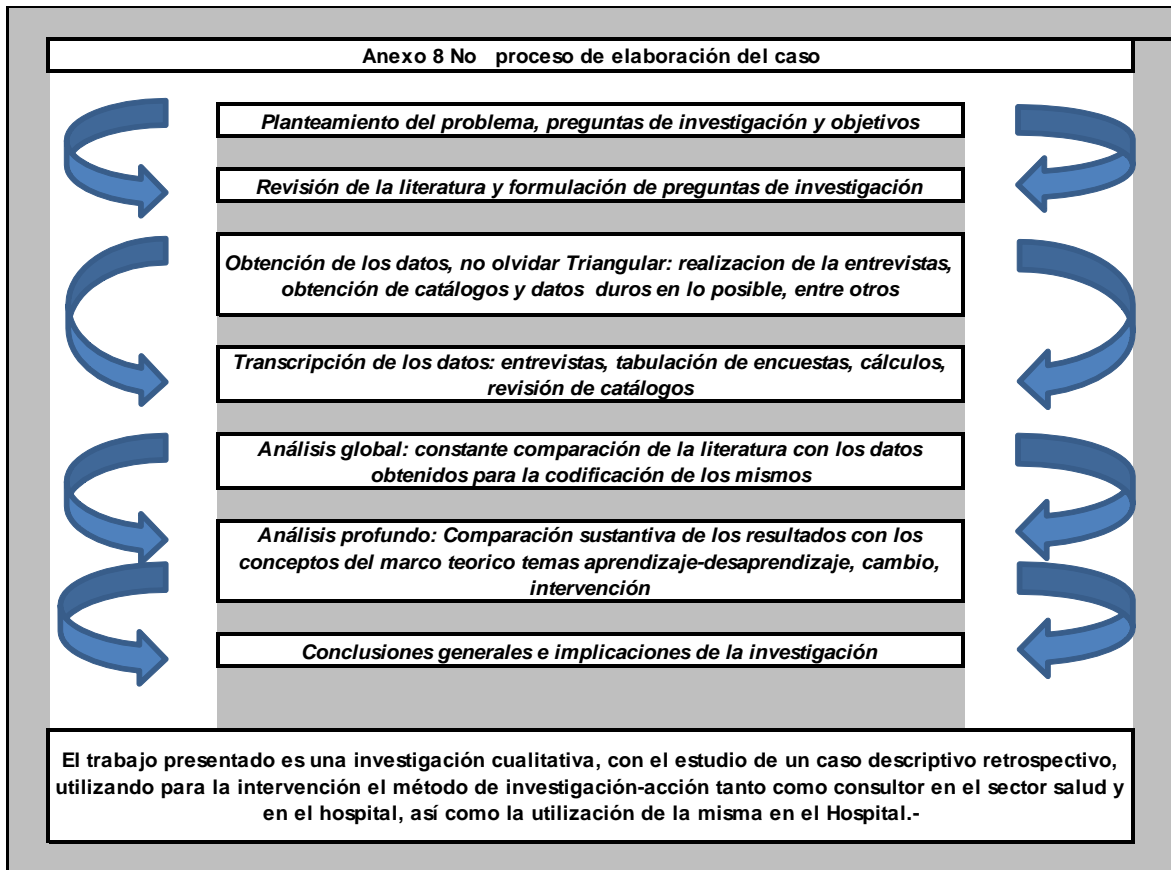 Anexo 8 No proceso de elaboración del caso
Planteamiento del problema, preguntas de investigación y objetivos
Revisión de la literatura y formulación de preguntas de investigación
Obtención de los datos, no olvidar Triangular: realizacion de la entrevistas,
obtención de catálogos y datos duros en lo posible, entre otros
Transcripción de los datos: entrevistas, tabulación de encuestas, cálculos,
revisión de catálogos
Análisis global: constante comparación de la literatura con los datos
obtenidos para la codificación de los mismos
Análisis profundo: Comparación sustantiva de los resultados con los
conceptos del marco teorico temas aprendizaje-desaprendizaje, cambio,
intervención
Conclusiones generales e implicaciones de la investigación
El trabajo presentado es una investigación cualitativa, con el estudio de un caso descriptivo retrospectivo,
utilizando para la intervención el método de investigación-acción tanto como consultor en el sector salud y
en el hospital, así como la utilización de la misma en el Hospital.-